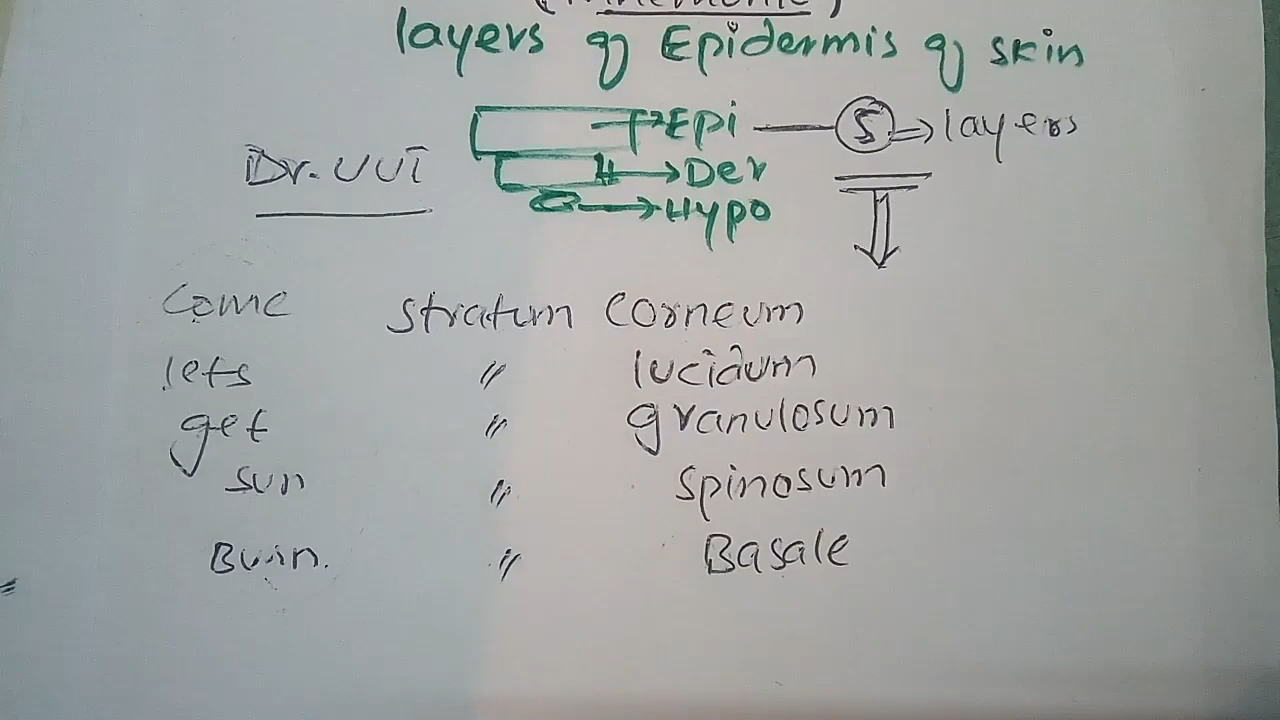 layers of Epidermis of skin
Epi — 5 ⇒ layers
Dr. UUI
Der
Hypo
Come stratum Corneum
lets " lucidum
get " granulosum
sun " spinosum
Burn. " Basale